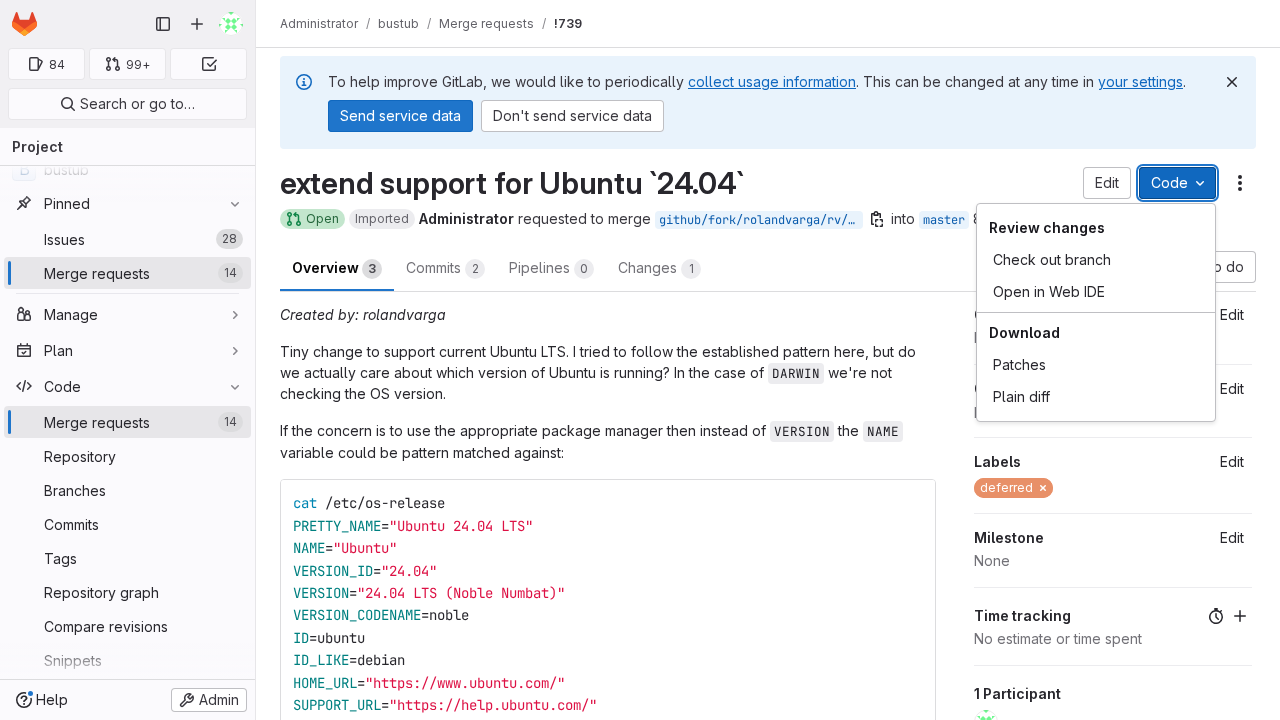 Administrator / bustub / Merge requests / !739
84
99+
Search or go to…
Project
bustub
Pinned
Issues 28
Merge requests 14
Manage
Plan
Code
Merge requests 14
Repository
Branches
Commits
Tags
Repository graph
Compare revisions
Snippets
Help
Admin
To help improve GitLab, we would like to periodically collect usage information. This can be changed at any time in your settings.
Send service data
Don't send service data
extend support for Ubuntu `24.04`
Edit
Code
Open Imported Administrator requested to merge github/fork/rolandvarga/rv/… into master
Review changes
Check out branch
Open in Web IDE
Download
Patches
Plain diff
Overview 3
Commits 2
Pipelines 0
Changes 1
do
Created by: rolandvarga
Tiny change to support current Ubuntu LTS. I tried to follow the established pattern here, but do
we actually care about which version of Ubuntu is running? In the case of DARWIN we're not
checking the OS version.
If the concern is to use the appropriate package manager then instead of VERSION the NAME
variable could be pattern matched against:
cat /etc/os-release
PRETTY_NAME="Ubuntu 24.04 LTS"
NAME="Ubuntu"
VERSION_ID="24.04"
VERSION="24.04 LTS (Noble Numbat)"
VERSION_CODENAME=noble
ID=ubuntu
ID_LIKE=debian
HOME_URL="https://www.ubuntu.com/"
SUPPORT_URL="https://help.ubuntu.com/"
Edit
Edit
Labels Edit
deferred ×
Milestone Edit
None
Time tracking
No estimate or time spent
1 Participant